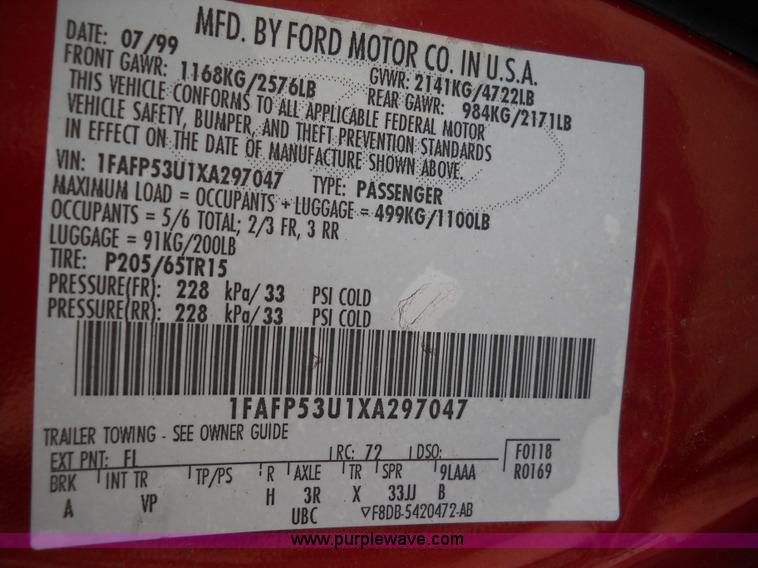 MFD. BY FORD MOTOR CO. IN U.S.A.
DATE: 07/99 GVWR: 2141KG/4722LB
FRONT GAWR: 1168KG/2576LB REAR GAWR: 984KG/2171LB
THIS VEHICLE CONFORMS TO ALL APPLICABLE FEDERAL MOTOR
VEHICLE SAFETY, BUMPER, AND THEFT PREVENTION STANDARDS
IN EFFECT ON THE DATE OF MANUFACTURE SHOWN ABOVE.
VIN: 1FAFP53U1XA297047 TYPE: PASSENGER
MAXIMUM LOAD = OCCUPANTS + LUGGAGE = 499KG/1100LB
OCCUPANTS = 5/6 TOTAL; 2/3 FR, 3 RR
LUGGAGE = 91KG/200LB
TIRE: P205/65TR15
PRESSURE(FR): 228 kPa/33 PSI COLD
PRESSURE(RR): 228 kPa/33 PSI COLD
1FAFP53U1XA297047
TRAILER TOWING - SEE OWNER GUIDE
EXT PNT: FL RC: 72 DSO: F0118
BRK INT TR TP/PS R AXLE TR SPR 9LAAA R0169
A VP H 3R X 33JJ B
UBC ▽F8DB-5420472-AB
www.purplewave.com